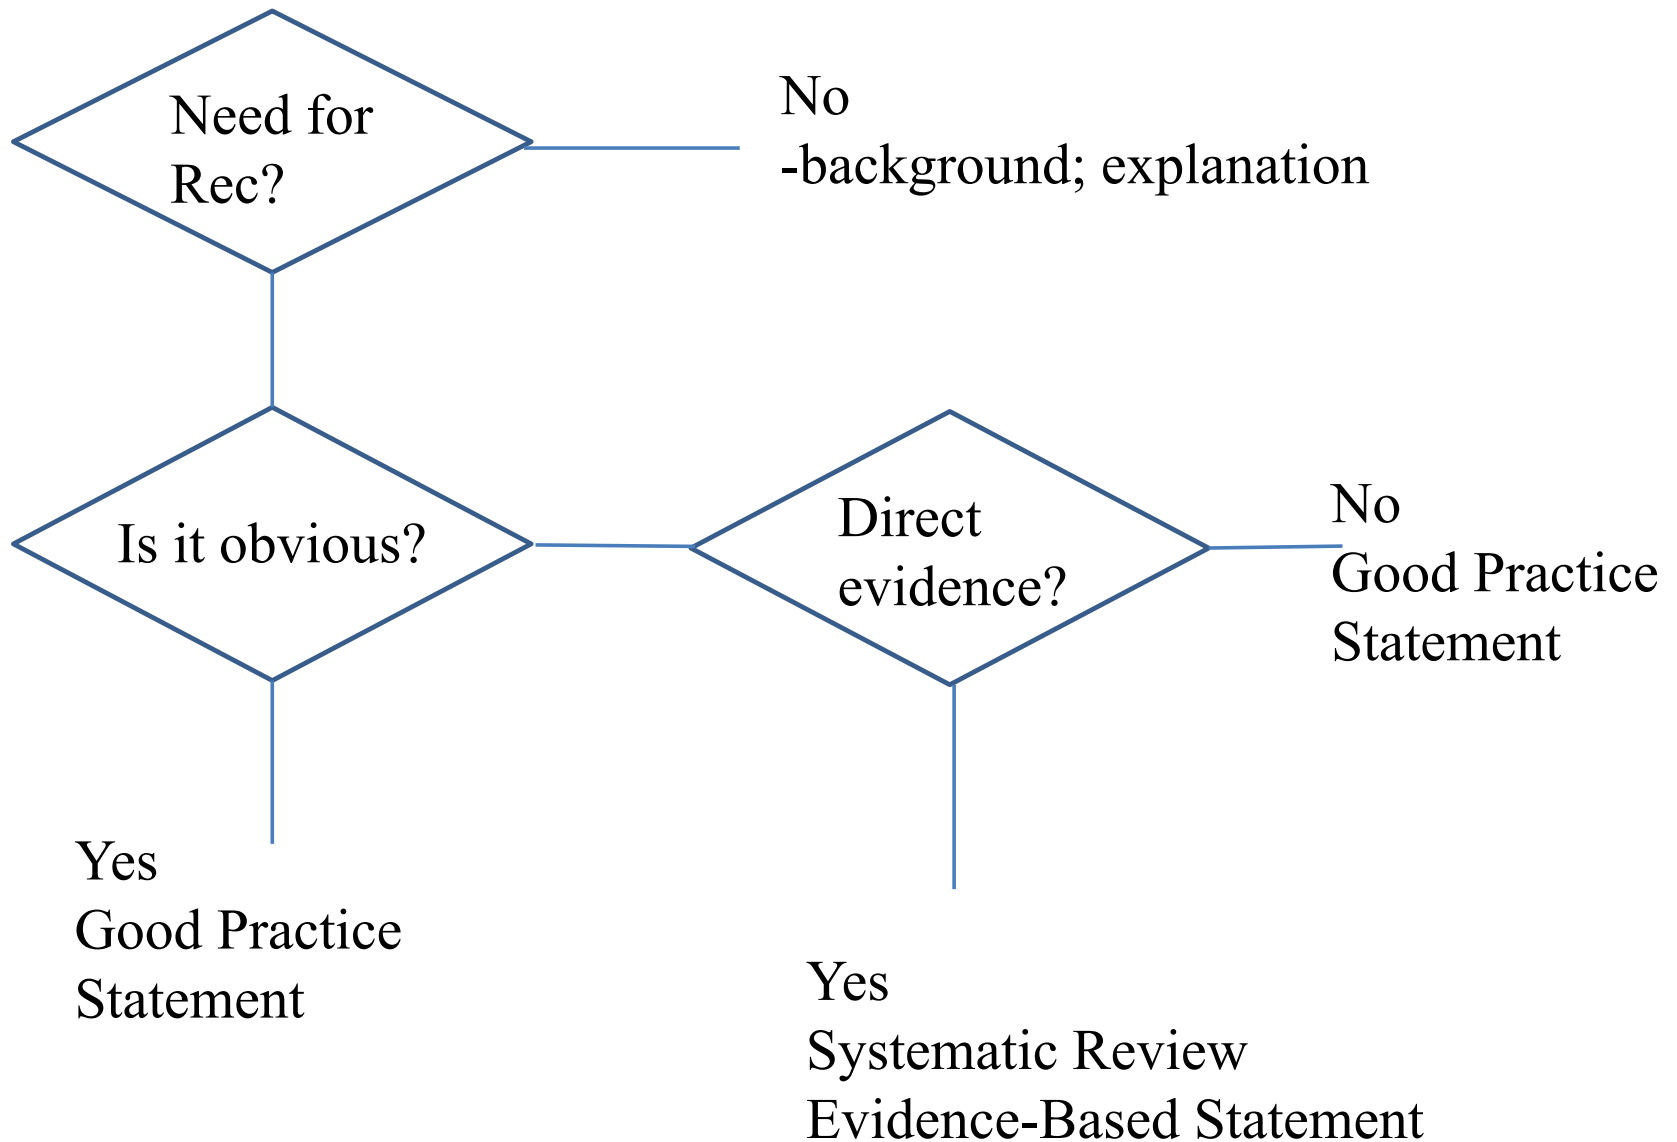 Need for
Rec?
No
-background; explanation
Is it obvious?
Direct
evidence?
No
Good Practice
Statement
Yes
Good Practice
Statement
Yes
Systematic Review
Evidence-Based Statement